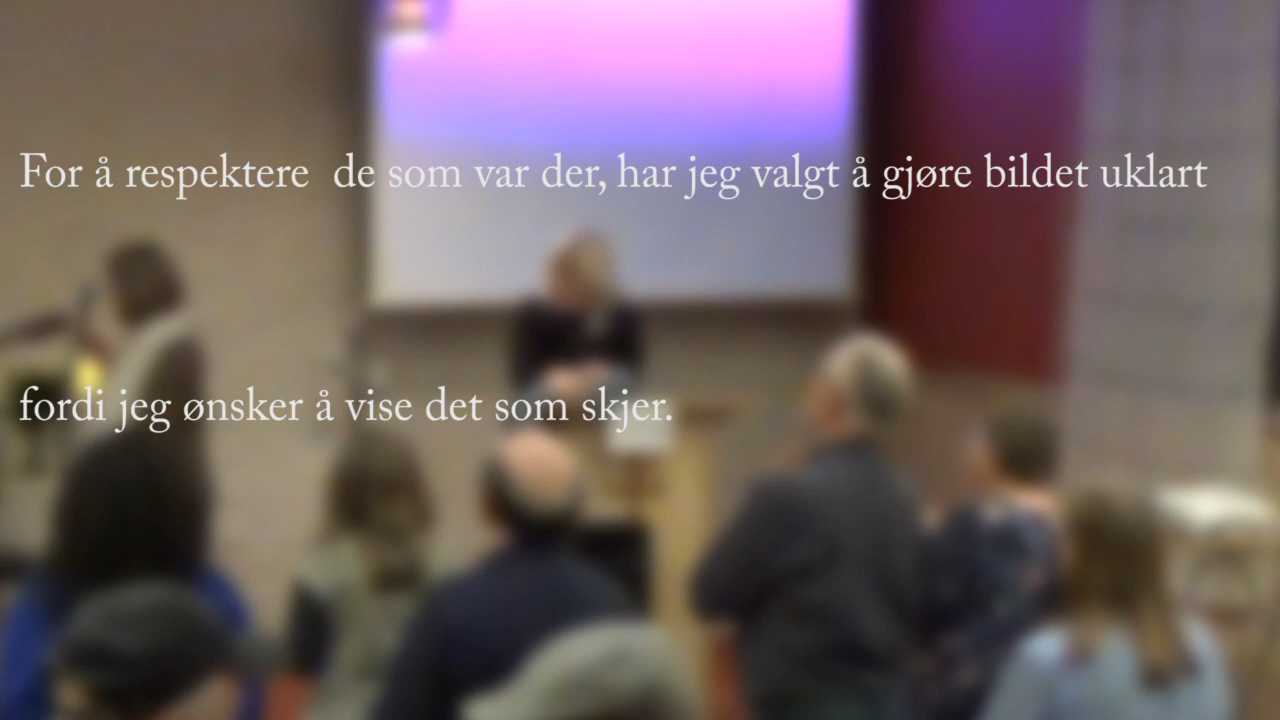 For å respektere  de som var der, har jeg valgt å gjøre bildet uklart
fordi jeg ønsker å vise det som skjer.